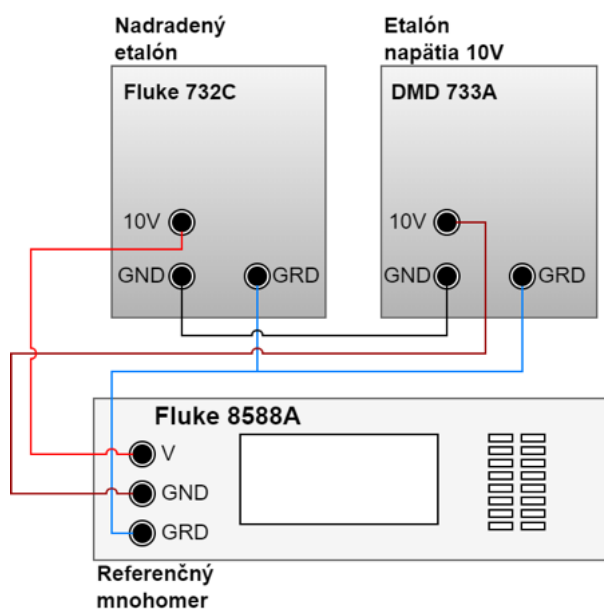 Nadradený
etalón
Etalón
napätia 10V
Fluke 732C
DMD 733A
10V
10V
GND
GRD
GND
GRD
Fluke 8588A
V
GND
GRD
Referenčný
mnohomer